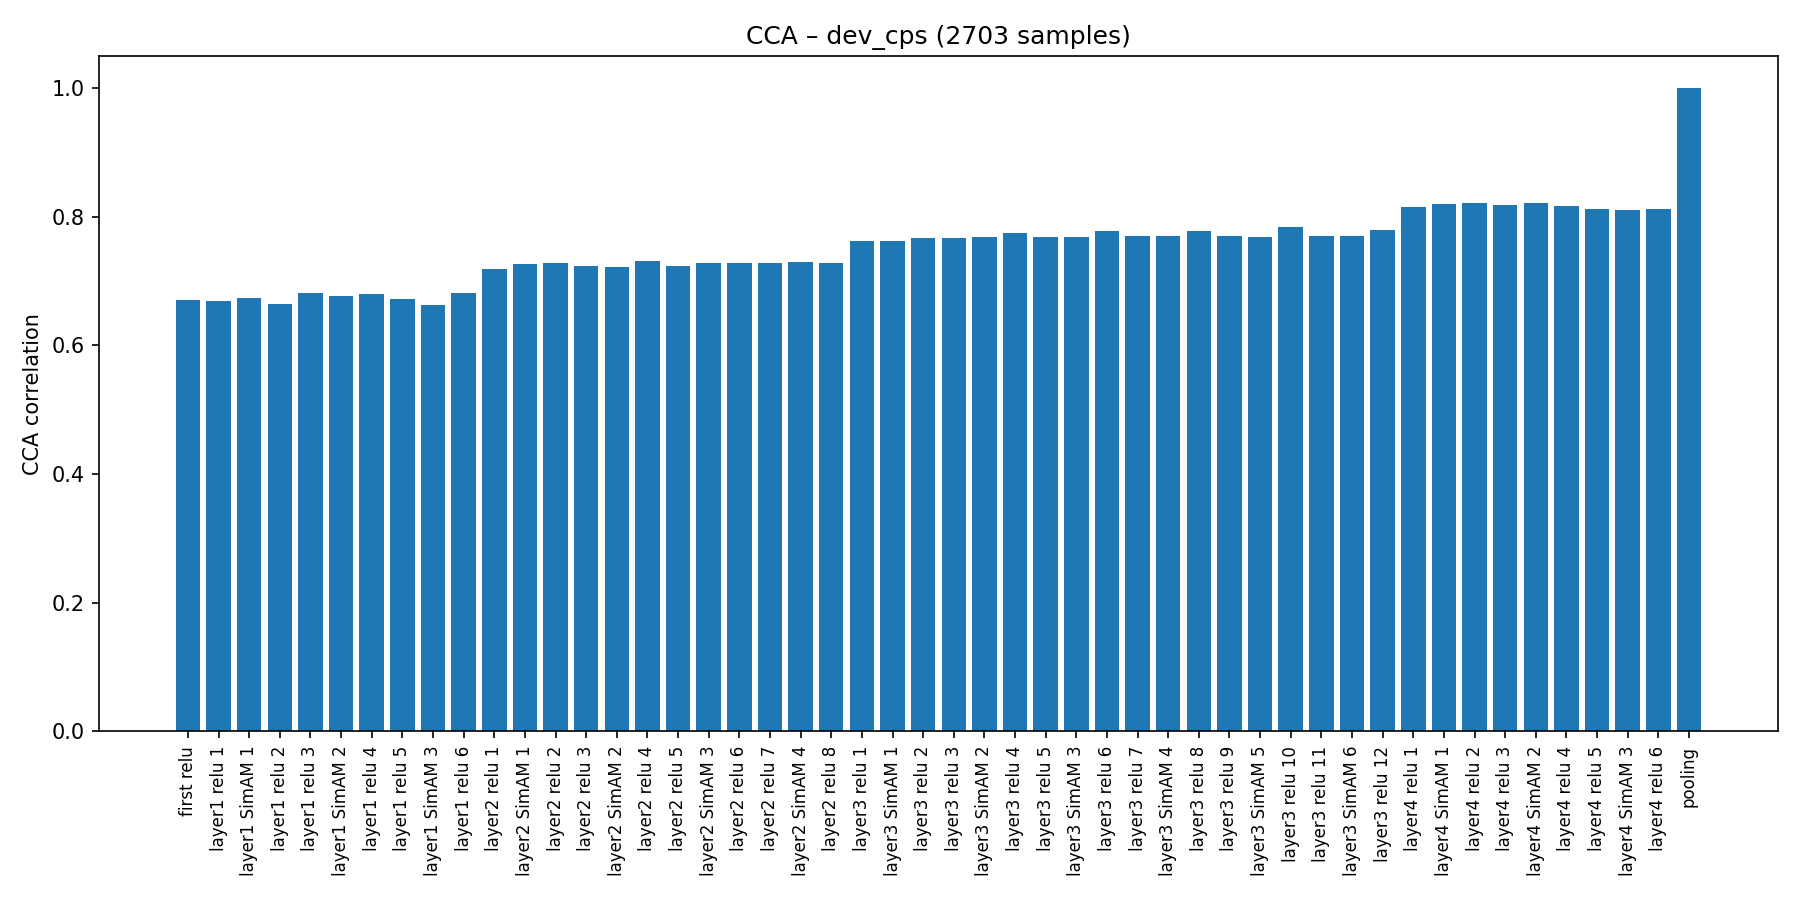 CCA – dev_cps (2703 samples)
CCA correlation
1.0
0.8
0.6
0.4
0.2
0.0
first relu
layer1 relu 1
layer1 SimAM 1
layer1 relu 2
layer1 relu 3
layer1 SimAM 2
layer1 relu 4
layer1 relu 5
layer1 SimAM 3
layer1 relu 6
layer2 relu 1
layer2 SimAM 1
layer2 relu 2
layer2 relu 3
layer2 SimAM 2
layer2 relu 4
layer2 relu 5
layer2 SimAM 3
layer2 relu 6
layer2 relu 7
layer2 SimAM 4
layer2 relu 8
layer3 relu 1
layer3 SimAM 1
layer3 relu 2
layer3 relu 3
layer3 SimAM 2
layer3 relu 4
layer3 relu 5
layer3 SimAM 3
layer3 relu 6
layer3 relu 7
layer3 SimAM 4
layer3 relu 8
layer3 relu 9
layer3 SimAM 5
layer3 relu 10
layer3 relu 11
layer3 SimAM 6
layer3 relu 12
layer4 relu 1
layer4 SimAM 1
layer4 relu 2
layer4 relu 3
layer4 SimAM 2
layer4 relu 4
layer4 relu 5
layer4 SimAM 3
layer4 relu 6
pooling